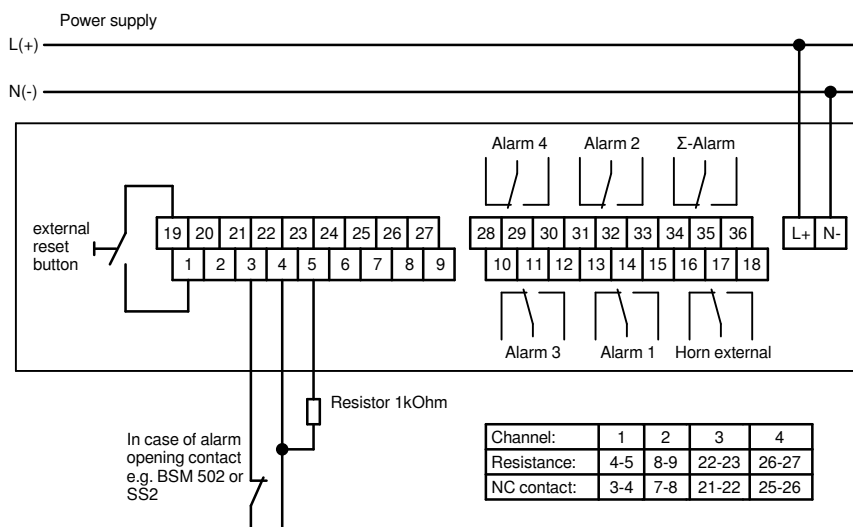 Power supply
L(+)
N(-)
Alarm 4 Alarm 2 Σ-Alarm
external
reset
button
19 20 21 22 23 24 25 26 27
28 29 30 31 32 33 34 35 36
L+ N-
1 2 3 4 5 6 7 8 9
10 11 12 13 14 15 16 17 18
Alarm 3 Alarm 1 Horn external
Resistor 1kOhm
In case of alarm
opening contact
e.g. BSM 502 or
SS2
Channel: 1 2 3 4
Resistance: 4-5 8-9 22-23 26-27
NC contact: 3-4 7-8 21-22 25-26